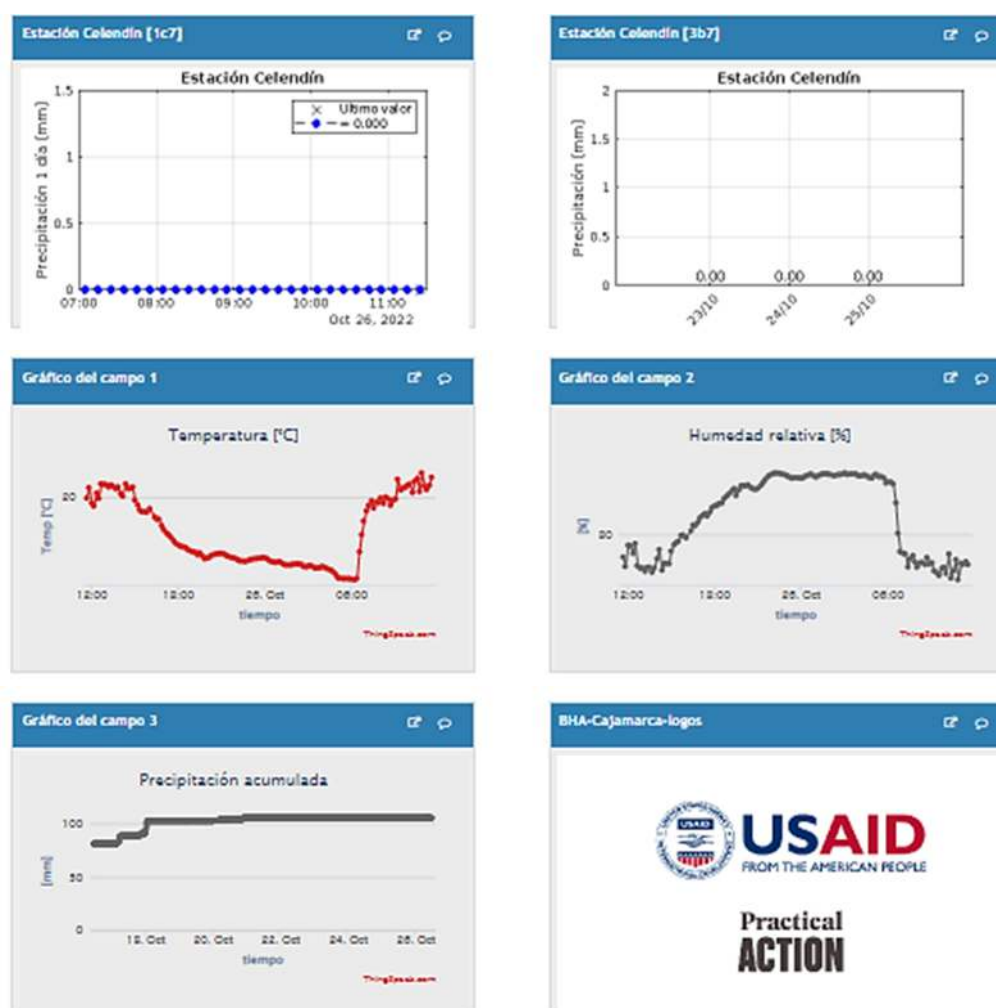 Estación Celendín [1c7]
Estación Celendín
1.5
1
0.5
0
Precipitación 1 día (mm)
Ultimo valor
= 0.000
07:00 08:00 09:00 10:00 11:00
Oct 26, 2022
Estación Celendín [3b7]
Estación Celendín
2
1.5
1
0.5
0
Precipitación (mm)
0.00 0.00 0.00
23/10 24/10 25/10
Gráfico del campo 1
Temperatura [°C]
20
Temp [°C]
12:00 18:00 26. Oct 06:00
tiempo
ThingSpeak.com
Gráfico del campo 2
Humedad relativa [%]
[%]
12:00 18:00 26. Oct 06:00
tiempo
ThingSpeak.com
Gráfico del campo 3
Precipitación acumulada
100
50
0
[mm]
18. Oct 20. Oct 22. Oct 24. Oct 26. Oct
tiempo
ThingSpeak.com
BHA-Cajamarca-logos
USAID
USAID
FROM THE AMERICAN PEOPLE
Practical
ACTION